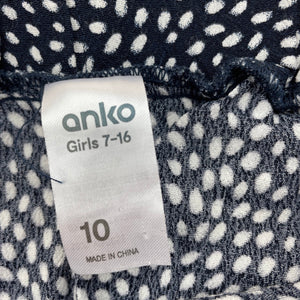 anko
Girls 7-16
10
MADE IN CHINA